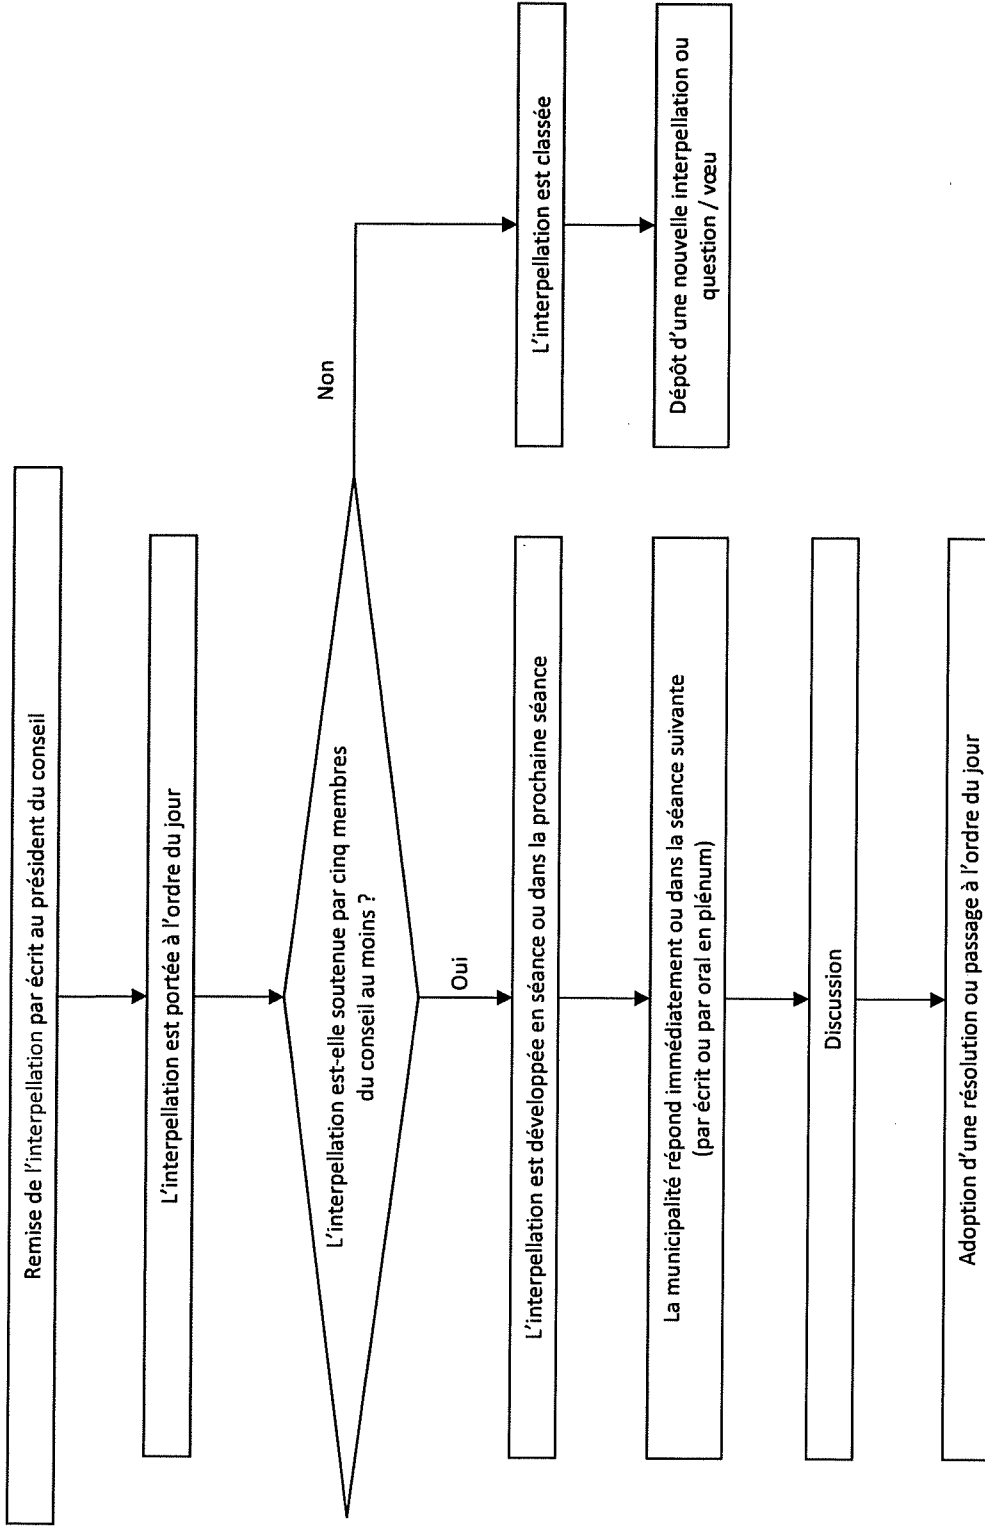 Remise de l'interpellation par écrit au président du conseil
L'interpellation est portée à l'ordre du jour
L'interpellation est-elle soutenue par cinq membres
du conseil au moins ?
Non
Oui
L'interpellation est classée
Dépôt d'une nouvelle interpellation ou
question / vœu
L'interpellation est développée en séance ou dans la prochaine séance
La municipalité répond immédiatement ou dans la séance suivante
(par écrit ou par oral en plénum)
Discussion
Adoption d'une résolution ou passage à l'ordre du jour